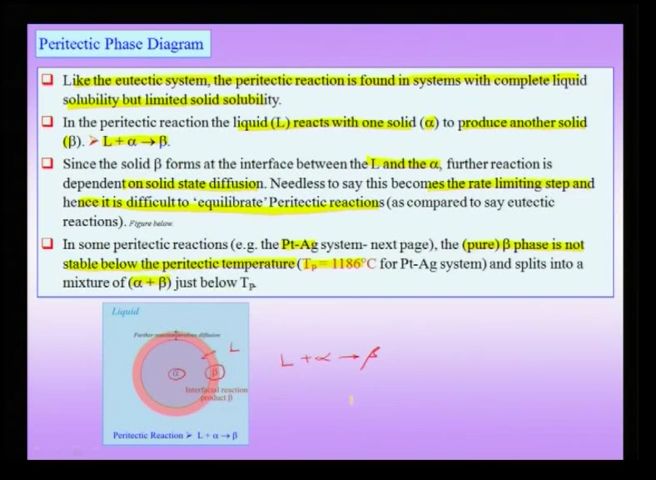 Peritectic Phase Diagram
❑ Like the eutectic system, the peritectic reaction is found in systems with complete liquid
solubility but limited solid solubility.
❑ In the peritectic reaction the liquid (L) reacts with one solid (α) to produce another solid
(β). ➤ L + α → β.
❑ Since the solid β forms at the interface between the L and the α, further reaction is
dependent on solid state diffusion. Needless to say this becomes the rate limiting step and
hence it is difficult to 'equilibrate' Peritectic reactions (as compared to say eutectic
reactions). Figure below.
❑ In some peritectic reactions (e.g. the Pt-Ag system- next page), the (pure) β phase is not
stable below the peritectic temperature (T_P = 1186°C for Pt-Ag system) and splits into a
mixture of (α + β) just below T_P.
Liquid
Further diffusion
L
α β
Interfacial reaction
product β
Peritectic Reaction ➤ L + α → β
L + α → β